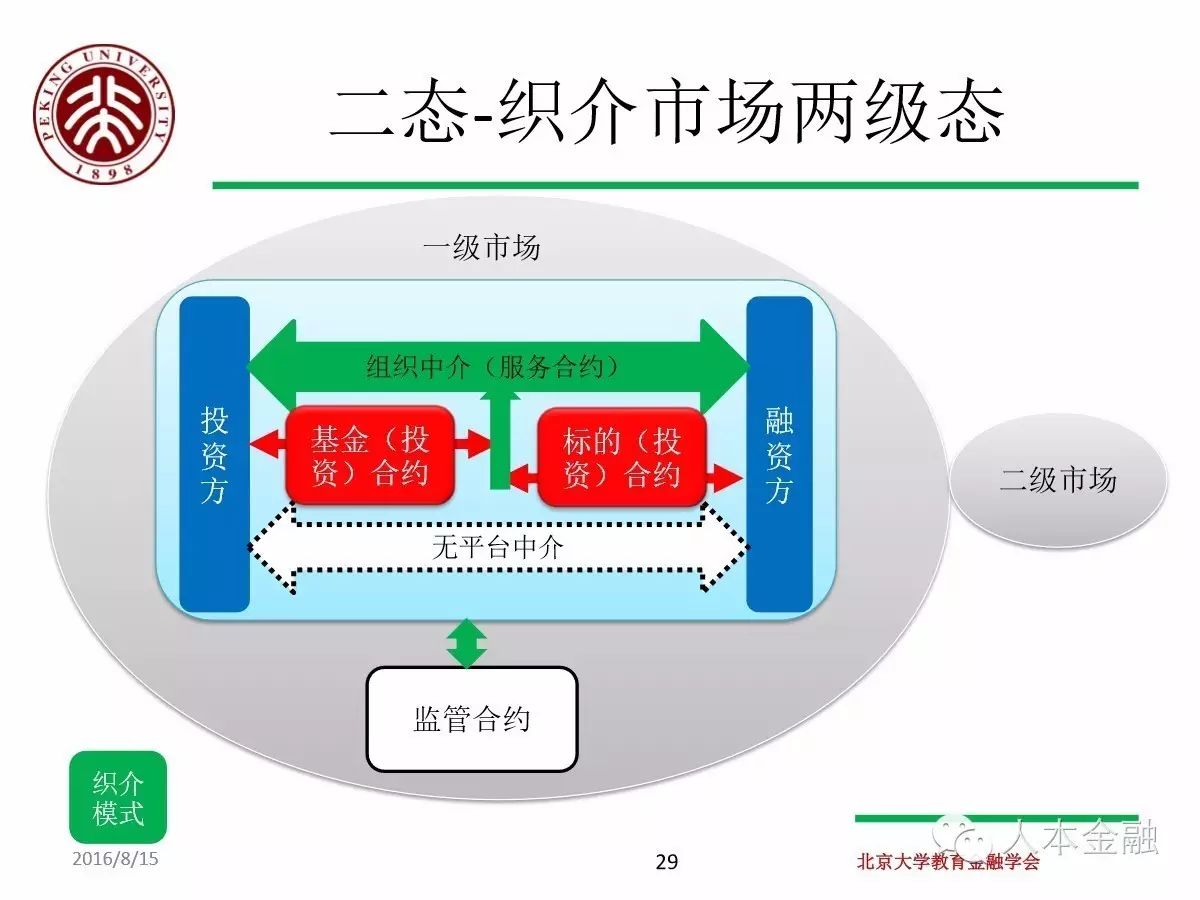 PEKING UNIVERSITY
1898
二态-织介市场两级态
一级市场
组织中介（服务合约）
投资方
基金（投
资）合约
标的（投
资）合约
融资方
无平台中介
二级市场
监管合约
织介
模式
2016/8/15
29
人本金融
北京大学教育金融学会